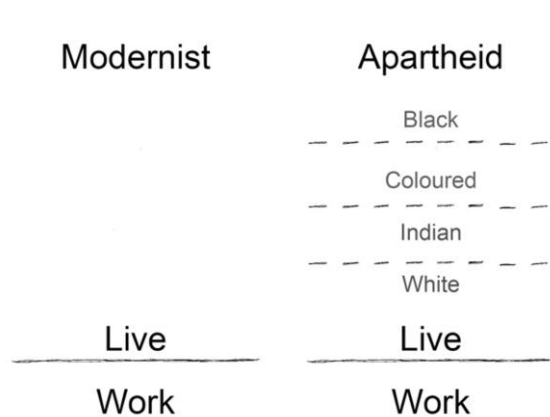 Modernist
Live
Work
Apartheid
Black
Coloured
Indian
White
Live
Work